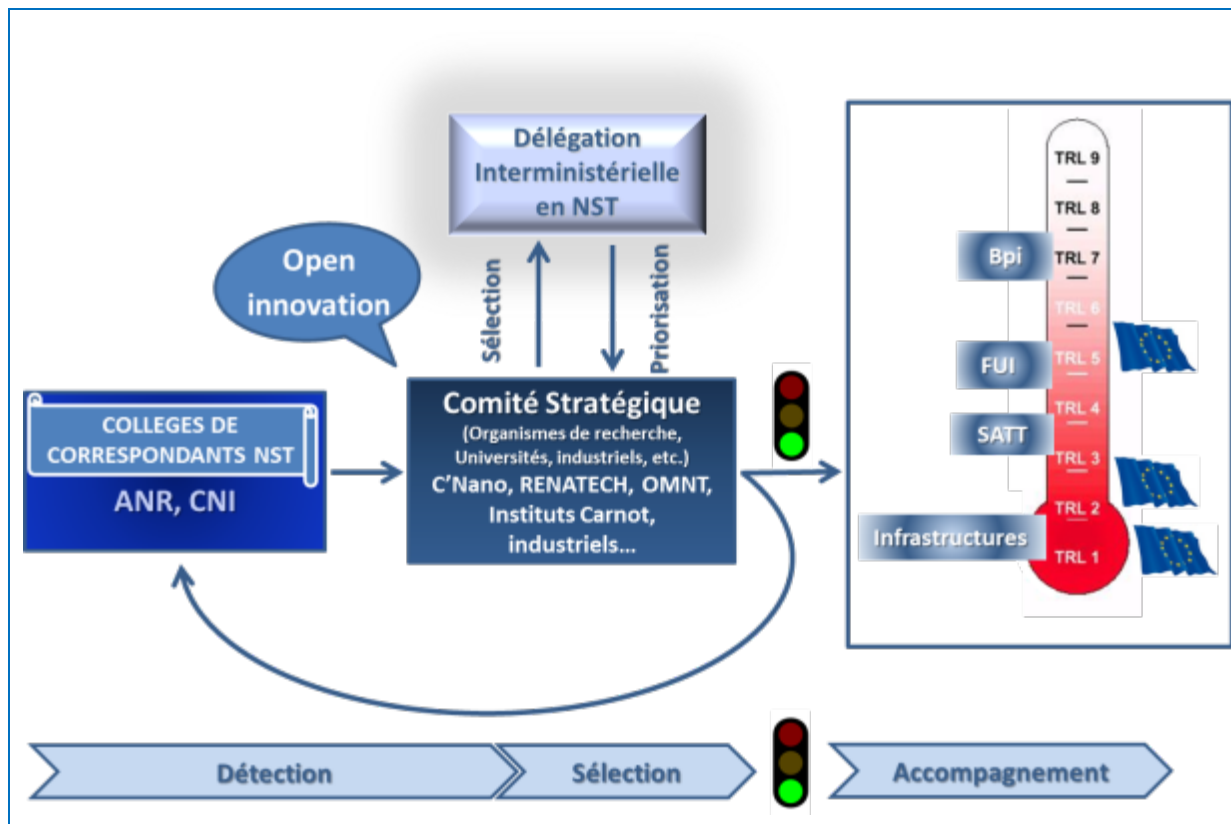 Délégation
Interministérielle
en NST
Open
innovation
Sélection
Priorisation
COLLEGES DE
CORRESPONDANTS NST
ANR, CNI
Comité Stratégique
(Organismes de recherche,
Universités, industriels, etc.)
C'Nano, RENATECH, OMNT,
Instituts Carnot,
industriels...
TRL 9
TRL 8
Bpi
TRL 7
TRL 6
FUI
TRL 5
TRL 4
SATT
TRL 3
TRL 2
Infrastructures
TRL 1
Détection
Sélection
Accompagnement